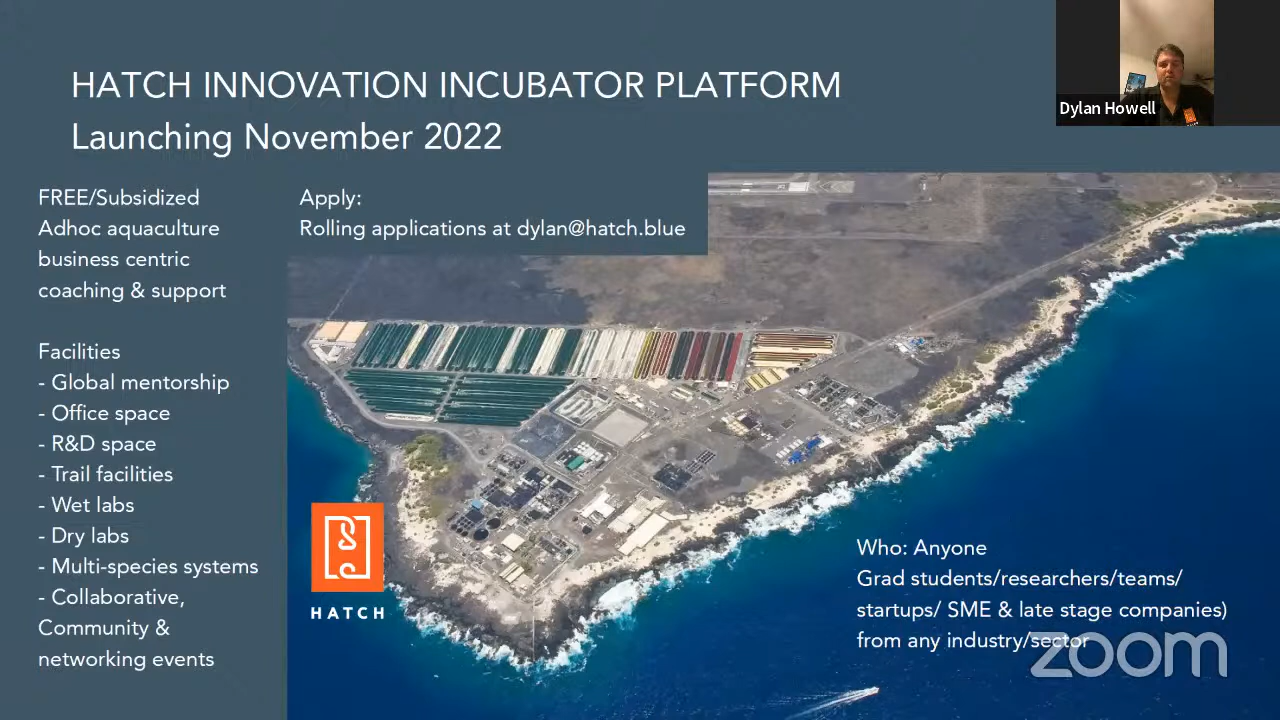 HATCH INNOVATION INCUBATOR PLATFORM
Launching November 2022
Dylan Howell
FREE/Subsidized
Adhoc aquaculture
business centric
coaching & support
Apply:
Rolling applications at dylan@hatch.blue
Facilities
- Global mentorship
- Office space
- R&D space
- Trail facilities
- Wet labs
- Dry labs
- Multi-species systems
- Collaborative,
Community &
networking events
HATCH
Who: Anyone
Grad students/researchers/teams/
startups/ SME & late stage companies)
from any industry/sector
zoom